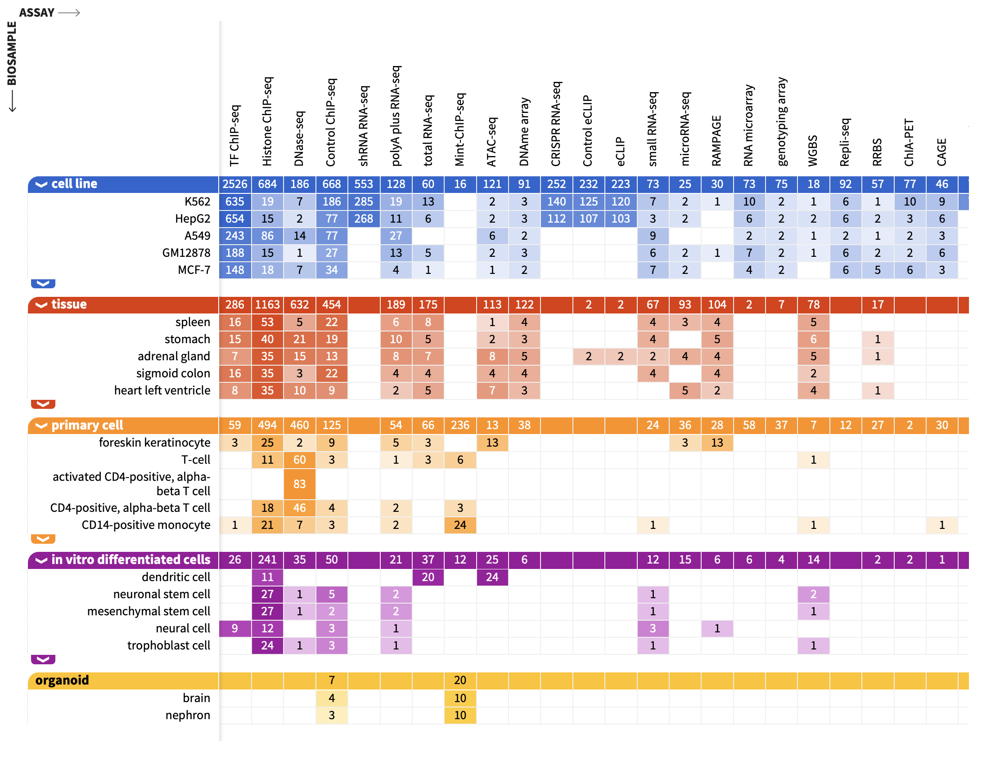 ASSAY
BIOSAMPLE
TF ChIP-seq
Histone ChIP-seq
DNase-seq
Control ChIP-seq
shRNA RNA-seq
polyA plus RNA-seq
total RNA-seq
Mint-ChIP-seq
ATAC-seq
DNAme array
CRISPR RNA-seq
Control eCLIP
eCLIP
small RNA-seq
microRNA-seq
RAMPAGE
RNA microarray
genotyping array
WGBS
Repli-seq
RRBS
ChIA-PET
CAGE
cell line 2526 684 186 668 553 128 60 16 121 91 252 232 223 73 25 30 73 75 18 92 57 77 46
K562 635 19 7 186 285 19 13 2 3 140 125 120 7 2 1 10 2 1 6 1 10 9
HepG2 654 15 2 77 268 11 6 2 3 112 107 103 3 2 6 2 2 6 2 3 6
A549 243 86 14 77 27 6 2 9 2 2 1 2 1 2 3
GM12878 188 15 1 27 13 5 2 3 6 2 1 7 2 1 6 2 2 6
MCF-7 148 18 7 34 4 1 1 2 7 2 4 2 6 5 6 3
tissue 286 1163 632 454 189 175 113 122 2 2 67 93 104 2 7 78 17
spleen 16 53 5 22 6 8 1 4 4 3 4 5
stomach 15 40 21 19 10 5 2 3 4 5 6 1
adrenal gland 7 35 15 13 8 7 8 5 2 2 2 4 4 5 1
sigmoid colon 16 35 3 22 4 4 4 4 4 4 2
heart left ventricle 8 35 10 9 2 5 7 3 5 2 4 1
primary cell 59 494 460 125 54 66 236 13 38 24 36 28 58 37 7 12 27 2 30
foreskin keratinocyte 3 25 2 9 5 3 13 3 13
T-cell 11 60 3 1 3 6 1
activated CD4-positive, alpha-
beta T cell 83
CD4-positive, alpha-beta T cell 18 46 4 2 3
CD14-positive monocyte 1 21 7 3 2 24 1 1 1
in vitro differentiated cells 26 241 35 50 21 37 12 25 6 12 15 6 6 4 14 2 2 1
dendritic cell 11 20 24
neuronal stem cell 27 1 5 2 1 2
mesenchymal stem cell 27 1 2 2 1 1
neural cell 9 12 3 1 3 1
trophoblast cell 24 1 3 1 1 1
organoid 7 20
brain 4 10
nephron 3 10